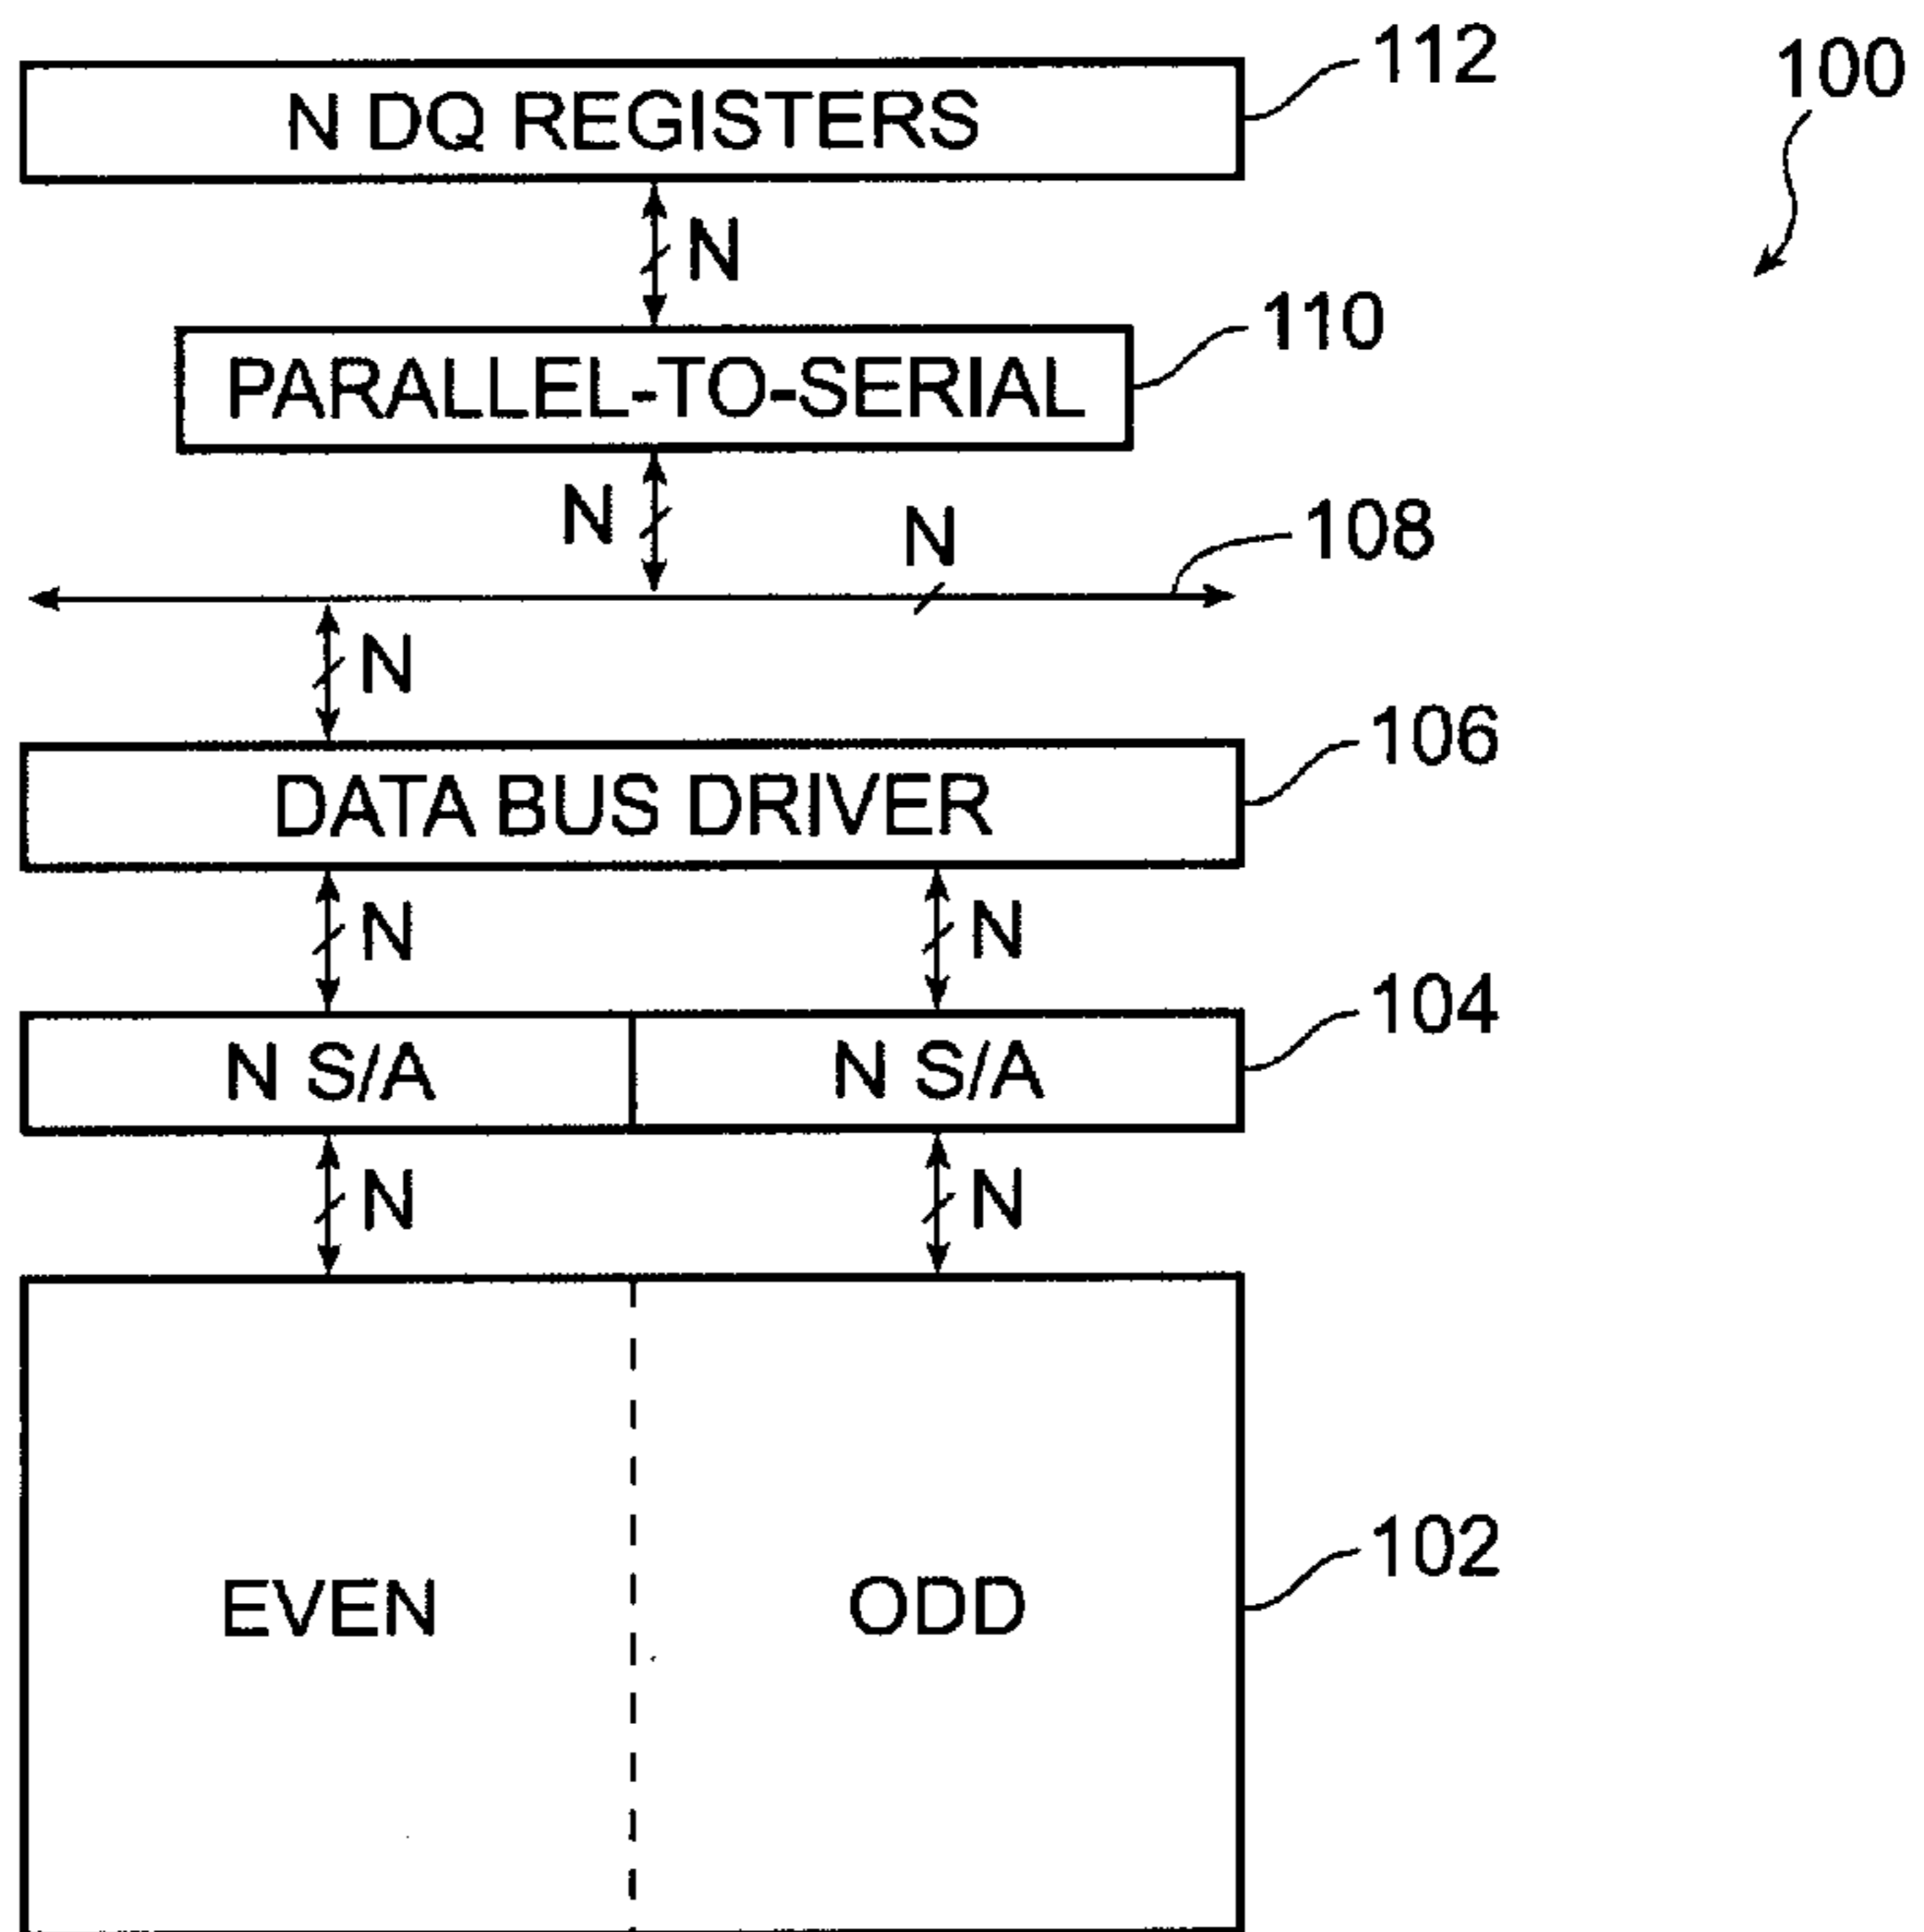 112
100
N DQ REGISTERS
N
110
PARALLEL-TO-SERIAL
N
N
108
N
106
DATA BUS DRIVER
N
N
104
N S/A
N S/A
N
N
102
EVEN
ODD